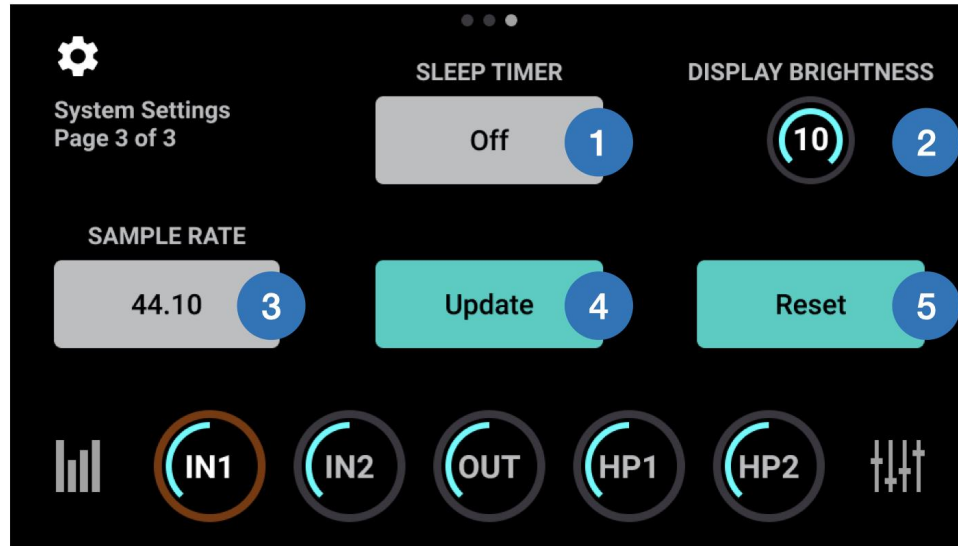 SLEEP TIMER
DISPLAY BRIGHTNESS
System Settings
Page 3 of 3
Off
1
10
2
SAMPLE RATE
44.10
3
Update
4
Reset
5
IN1
IN2
OUT
HP1
HP2